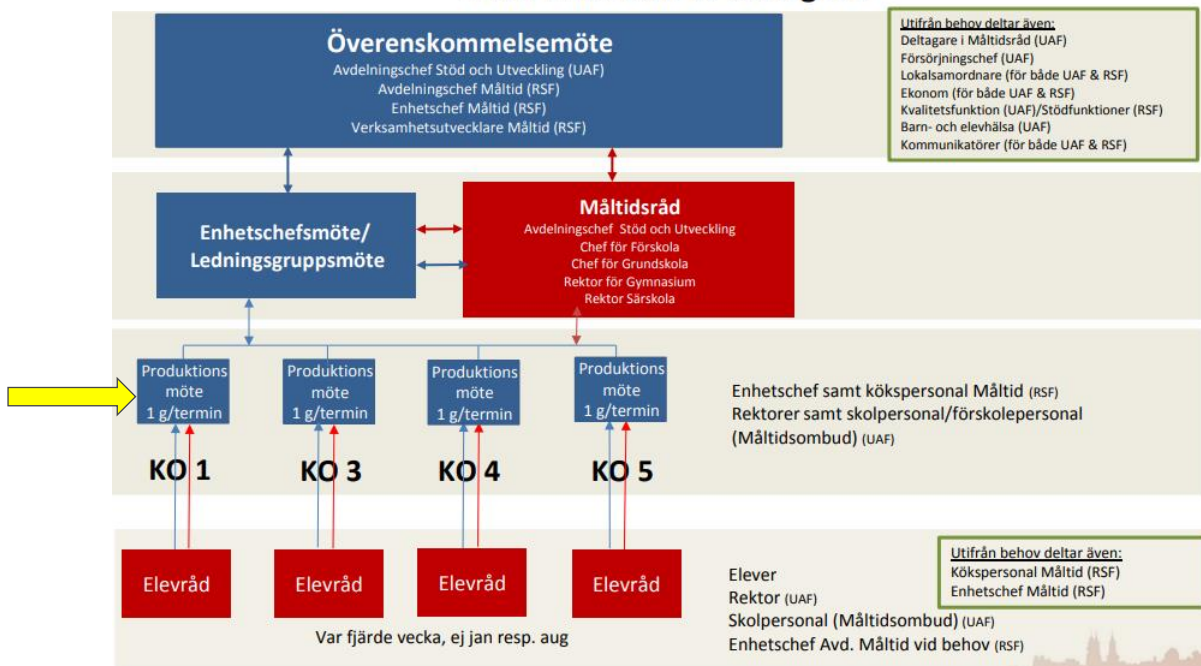 Överenskommelsemöte
Avdelningschef Stöd och Utveckling (UAF)
Avdelningschef Måltid (RSF)
Enhetschef Måltid (RSF)
Verksamhetsutvecklare Måltid (RSF)
Utifrån behov deltar även:
Deltagare i Måltidsråd (UAF)
Försörjningschef (UAF)
Lokalsamordnare (för både UAF & RSF)
Ekonom (för både UAF & RSF)
Kvalitetsfunktion (UAF)/Stödfunktioner (RSF)
Barn- och elevhälsa (UAF)
Kommunikatörer (för både UAF & RSF)
Enhetschefsmöte/
Ledningsgruppsmöte
Måltidsråd
Avdelningschef Stöd och Utveckling
Chef för Förskola
Chef för Grundskola
Rektor för Gymnasium
Rektor Särskola
Produktions
möte
1 g/termin
Produktions
möte
1 g/termin
Produktions
möte
1 g/termin
Produktions
möte
1 g/termin
Enhetschef samt kökspersonal Måltid (RSF)
Rektorer samt skolpersonal/förskolepersonal
(Måltidsombud) (UAF)
KO 1
KO 3
KO 4
KO 5
Elevråd
Elevråd
Elevråd
Elevråd
Var fjärde vecka, ej jan resp. aug
Elever
Rektor (UAF)
Skolpersonal (Måltidsombud) (UAF)
Enhetschef Avd. Måltid vid behov (RSF)
Utifrån behov deltar även:
Kökspersonal Måltid (RSF)
Enhetschef Måltid (RSF)